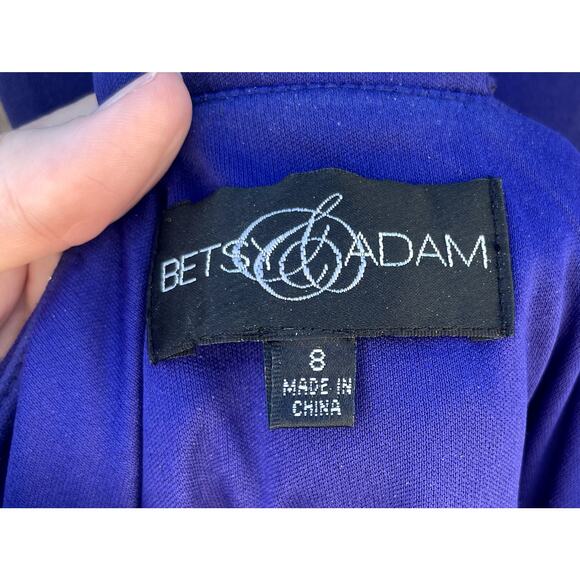 BETSY & ADAM
8
MADE IN
CHINA